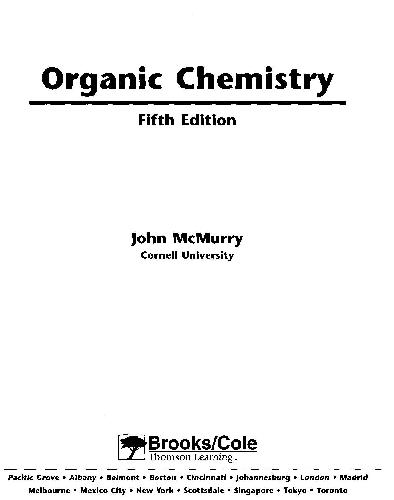 Organic Chemistry
Fifth Edition
John McMurry
Cornell University
Brooks/Cole
Thomson Learning™
Pacific Grove • Albany • Belmont • Boston • Cincinnati • Johannesburg • London • Madrid
Melbourne • Mexico City • New York • Scottsdale • Singapore • Tokyo • Toronto